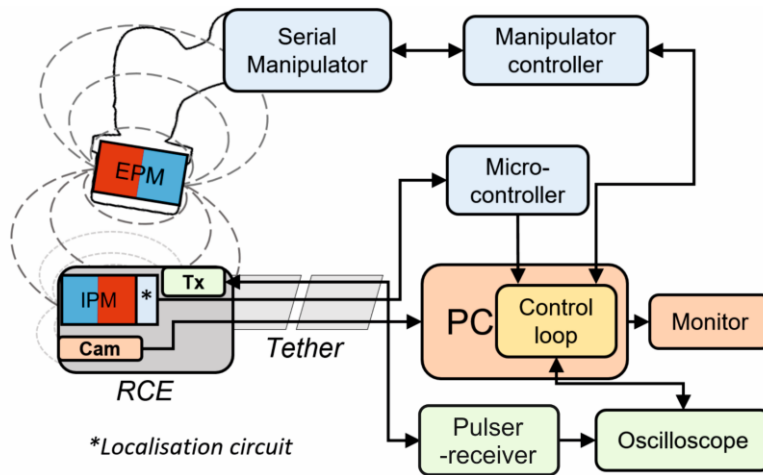 Serial
Manipulator
Manipulator
controller
EPM
Micro-
controller
IPM
*
Tx
Cam
RCE
Tether
PC
Control
loop
Monitor
*Localisation circuit
Pulser
-receiver
Oscilloscope